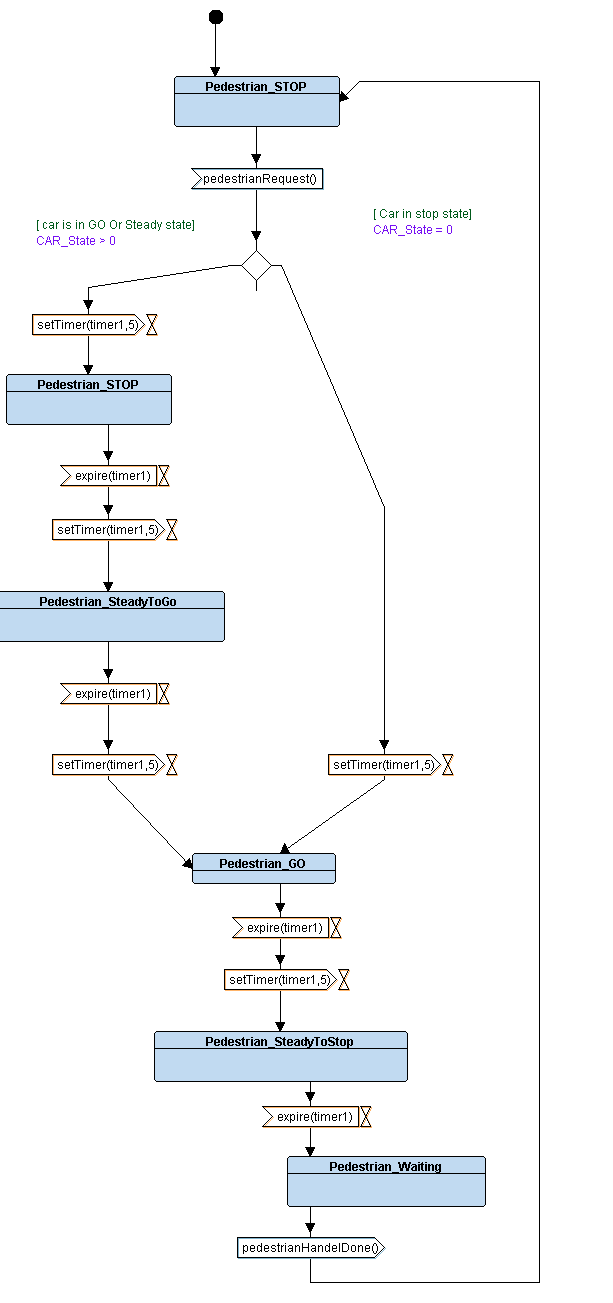 Pedestrian_STOP
pedestrianRequest()
[ car is in GO Or Steady state]
CAR_State > 0
[ Car in stop state]
CAR_State = 0
setTimer(timer1,5)
Pedestrian_STOP
expire(timer1)
setTimer(timer1,5)
Pedestrian_SteadyToGo
expire(timer1)
setTimer(timer1,5)
setTimer(timer1,5)
Pedestrian_GO
expire(timer1)
setTimer(timer1,5)
Pedestrian_SteadyToStop
expire(timer1)
Pedestrian_Waiting
pedestrianHandelDone()